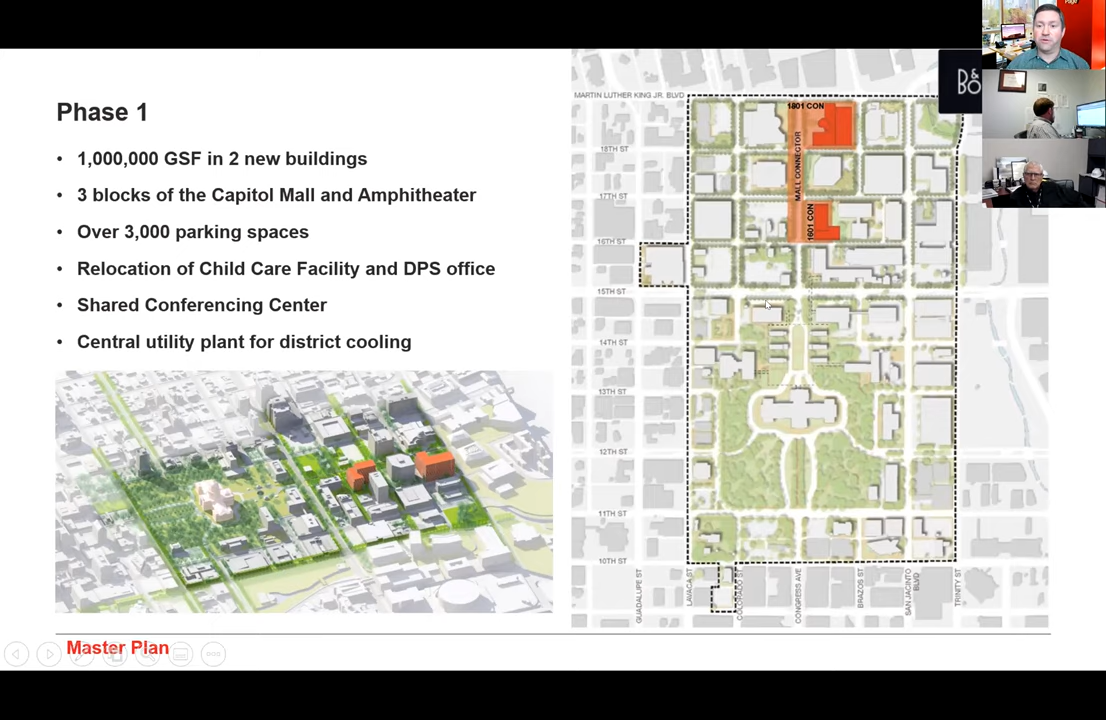 Phase 1
• 1,000,000 GSF in 2 new buildings
• 3 blocks of the Capitol Mall and Amphitheater
• Over 3,000 parking spaces
• Relocation of Child Care Facility and DPS office
• Shared Conferencing Center
• Central utility plant for district cooling
Master Plan
MARTIN LUTHER KING JR. BLVD
18TH ST
17TH ST
16TH ST
15TH ST
14TH ST
13TH ST
12TH ST
11TH ST
10TH ST
1801 CON
MALL CONNECTOR
1601 CON
GUADALUPE ST
LAVACA ST
COLORADO ST
CONGRESS AVE
BRAZOS ST
SAN JACINTO
BLVD
TRINITY ST
B&
BO
Page